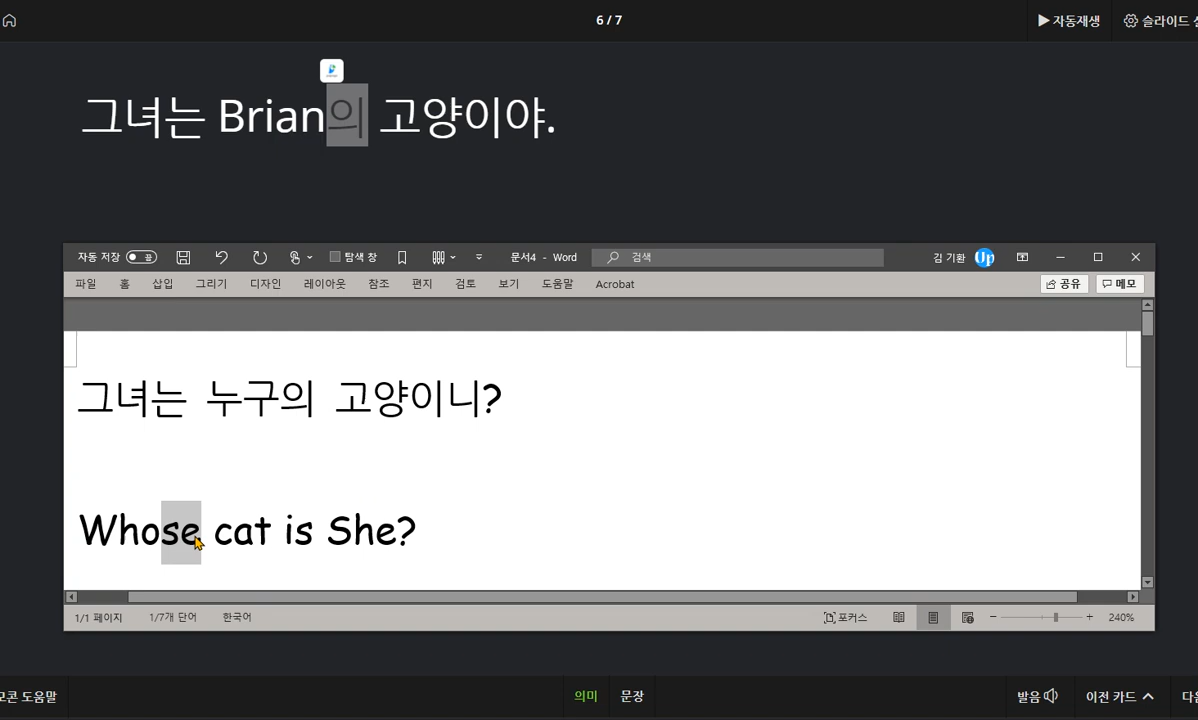 6 / 7
자동재생
슬라이드
그녀는 Brian의 고양이야.
자동 저장 끔
탐색 창
문서4 - Word
검색
김 기환
Up
파일 홈 삽입 그리기 디자인 레이아웃 참조 편지 검토 보기 도움말 Acrobat
공유
메모
그녀는 누구의 고양이니?
Whose cat is She?
1/1 페이지
1/7개 단어
한국어
포커스
240%
도움말
의미
문장
발음
이전 카드